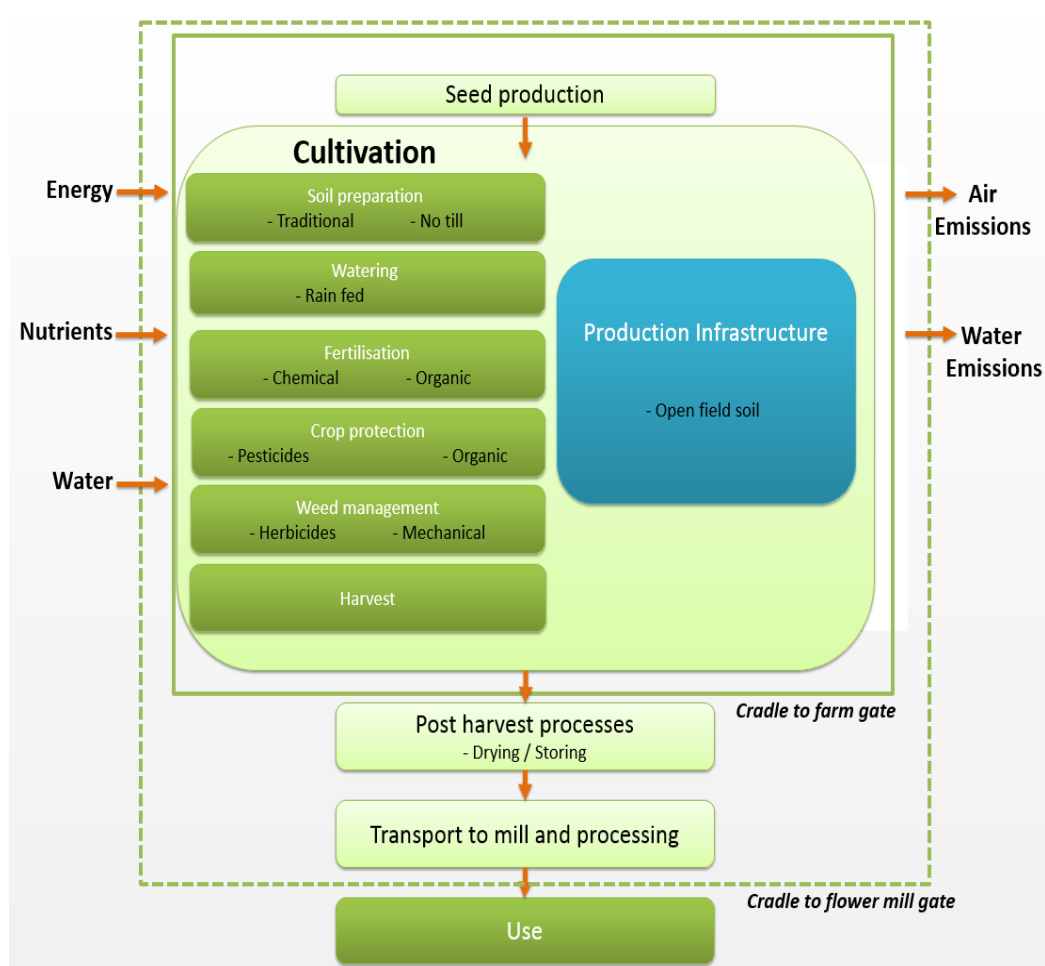 Seed production
Cultivation
Soil preparation
- Traditional - No till
Watering
- Rain fed
Fertilisation
- Chemical - Organic
Crop protection
- Pesticides - Organic
Weed management
- Herbicides - Mechanical
Harvest
Production Infrastructure
- Open field soil
Energy
Nutrients
Water
Air
Emissions
Water
Emissions
Cradle to farm gate
Post harvest processes
- Drying / Storing
Transport to mill and processing
Cradle to flower mill gate
Use